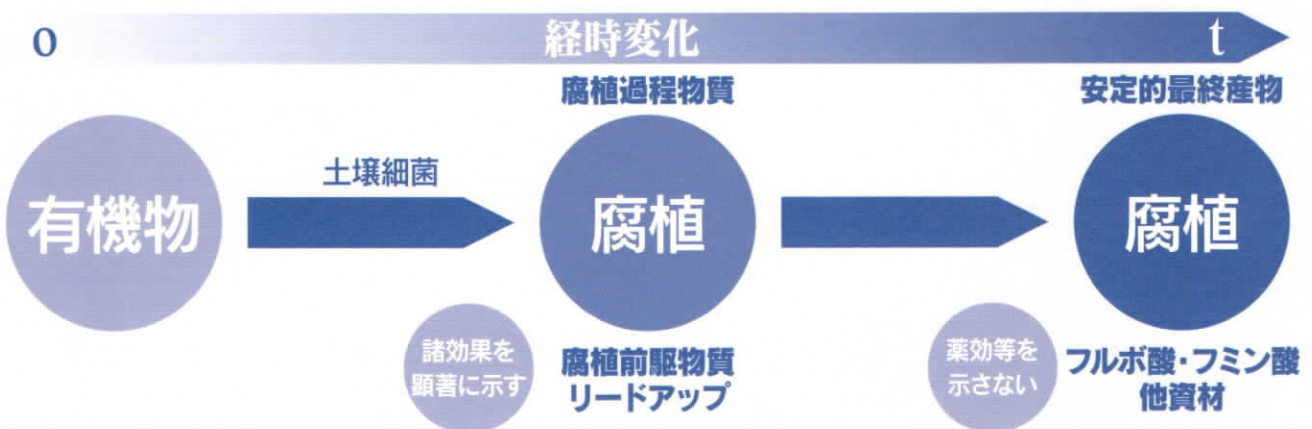 0 経時変化 t
腐植過程物質
安定的最終産物
有機物
土壌細菌
腐植
腐植
諸効果を
顕著に示す
腐植前駆物質
リードアップ
薬効等を
示さない
フルボ酸・フミン酸
他資材